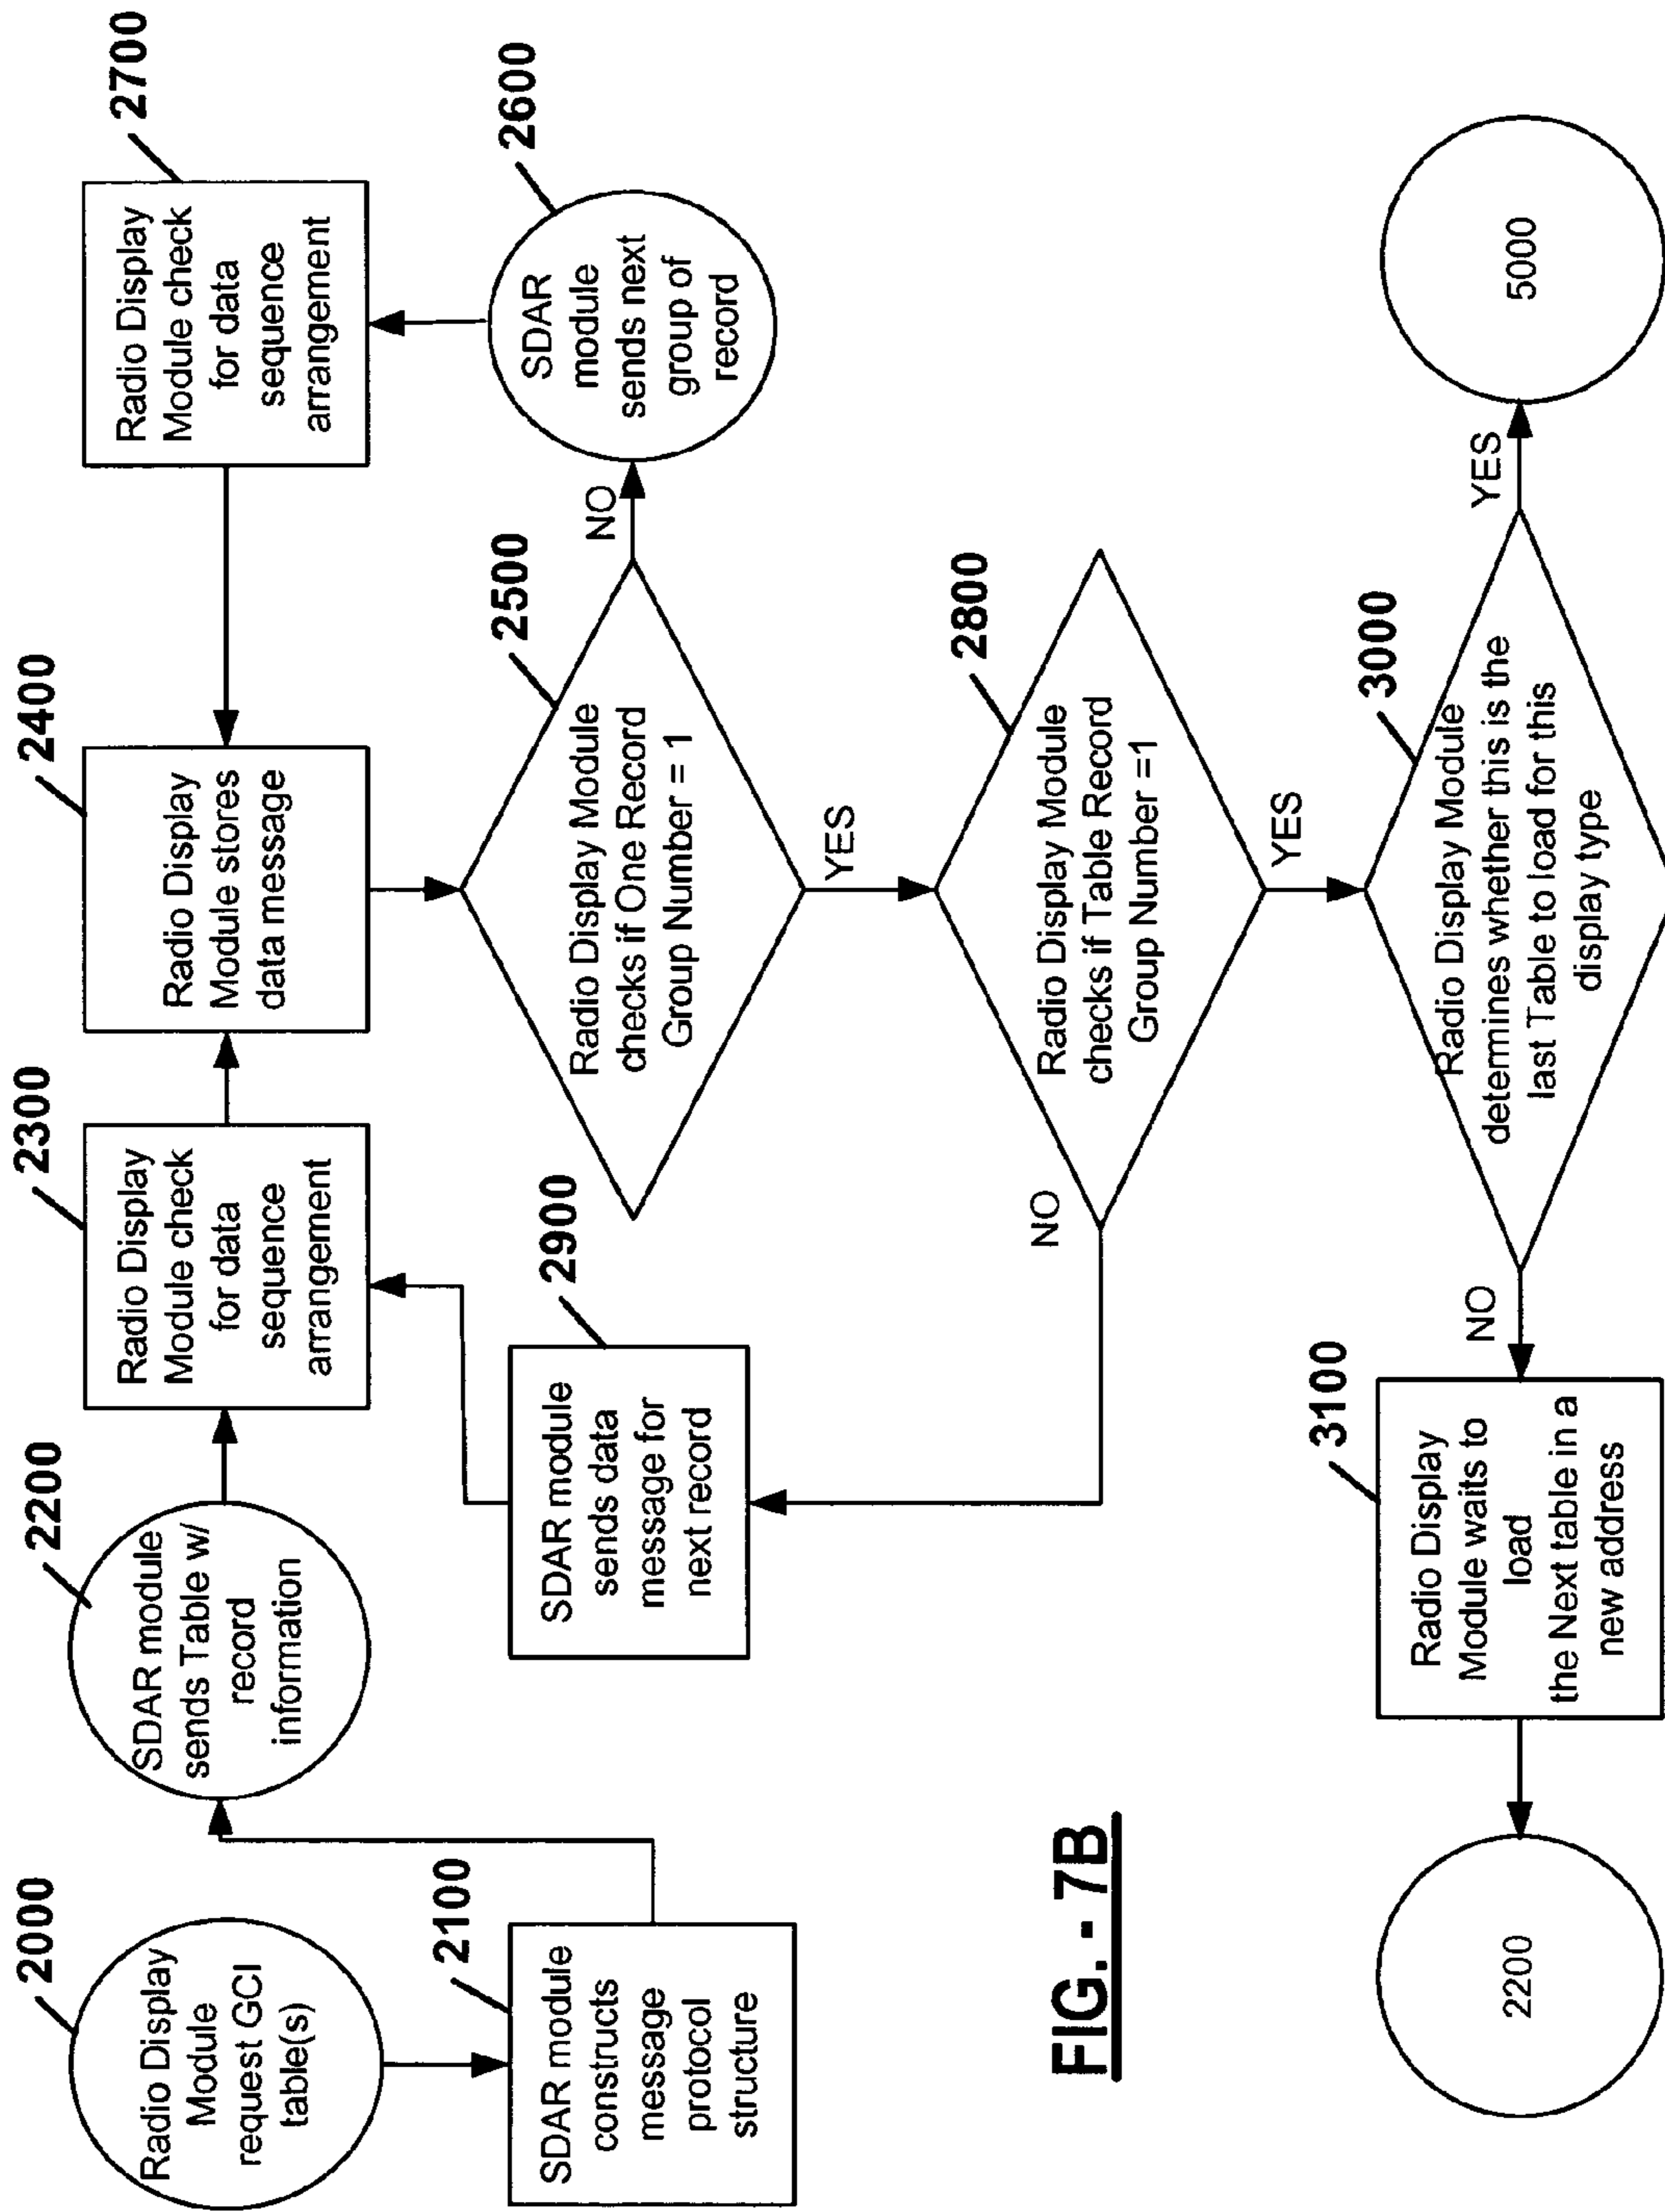 2000
Radio Display
Module
request GCI
table(s)
2100
SDAR module
constructs
message
protocol
structure
2200
SDAR module
sends Table w/
record
information
2300
Radio Display
Module check
for data
sequence
arrangement
2400
Radio Display
Module stores
data message
2700
Radio Display
Module check
for data
sequence
arrangement
2500
Radio Display Module
checks if One Record
Group Number = 1
NO
YES
2600
SDAR
module
sends next
group of
record
2900
SDAR module
sends data
message for
next record
2800
Radio Display Module
checks if Table Record
Group Number =1
NO
YES
3000
Radio Display Module
determines whether this is the
last Table to load for this
display type
YES
5000
NO
3100
Radio Display
Module waits to
load
the Next table in a
new address
2200
FIG. - 7B